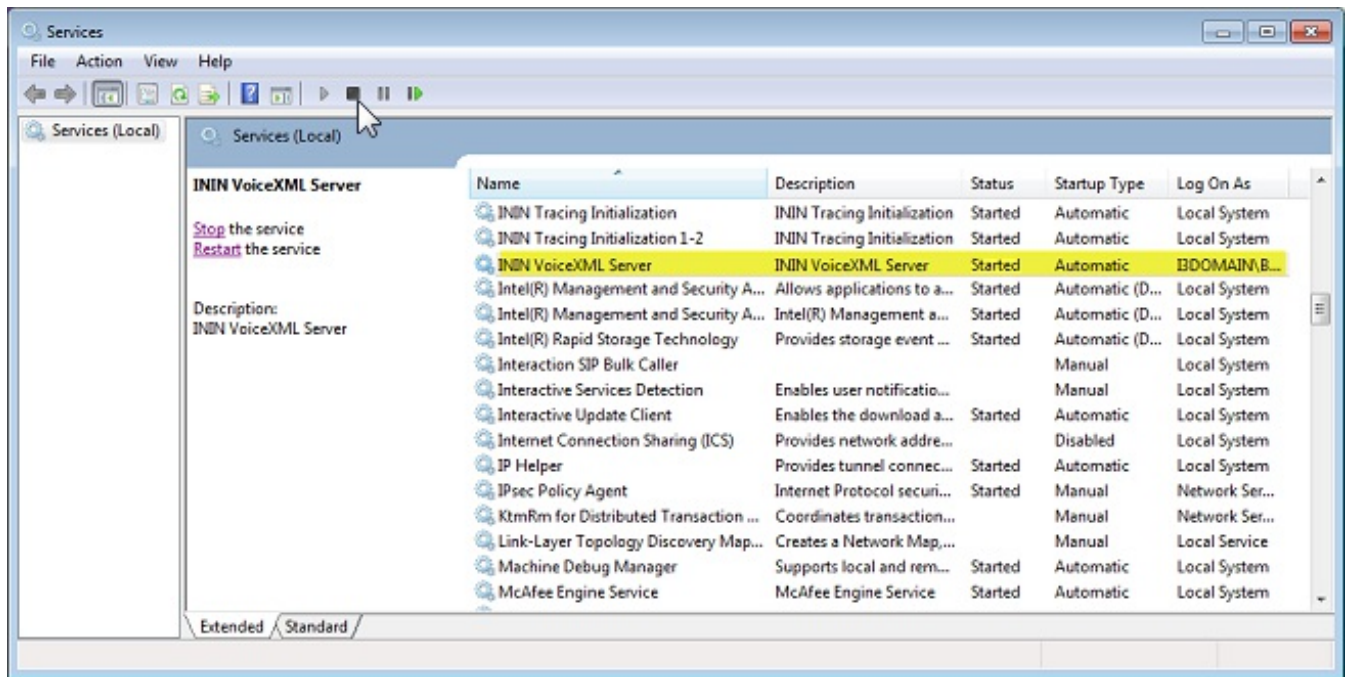 Services
File Action View Help
Services (Local)
Services (Local)
ININ VoiceXML Server
Stop the service
Restart the service
Description:
ININ VoiceXML Server
Name Description Status Startup Type Log On As
ININ Tracing Initialization ININ Tracing Initialization Started Automatic Local System
ININ Tracing Initialization 1-2 ININ Tracing Initialization Started Automatic Local System
ININ VoiceXML Server ININ VoiceXML Server Started Automatic I3DOMAIN\B...
Intel(R) Management and Security A... Allows applications to a... Started Automatic (D... Local System
Intel(R) Management and Security A... Intel(R) Management a... Started Automatic (D... Local System
Intel(R) Rapid Storage Technology Provides storage event ... Started Automatic (D... Local System
Interaction SIP Bulk Caller Manual Local System
Interactive Services Detection Enables user notificatio... Manual Local System
Interactive Update Client Enables the download a... Started Automatic Local System
Internet Connection Sharing (ICS) Provides network addre... Disabled Local System
IP Helper Provides tunnel connec... Started Automatic Local System
IPsec Policy Agent Internet Protocol securi... Started Manual Network Ser...
KtmRm for Distributed Transaction ... Coordinates transaction... Manual Network Ser...
Link-Layer Topology Discovery Map... Creates a Network Map,... Manual Local Service
Machine Debug Manager Supports local and rem... Started Automatic Local System
McAfee Engine Service McAfee Engine Service Started Automatic Local System
Extended Standard